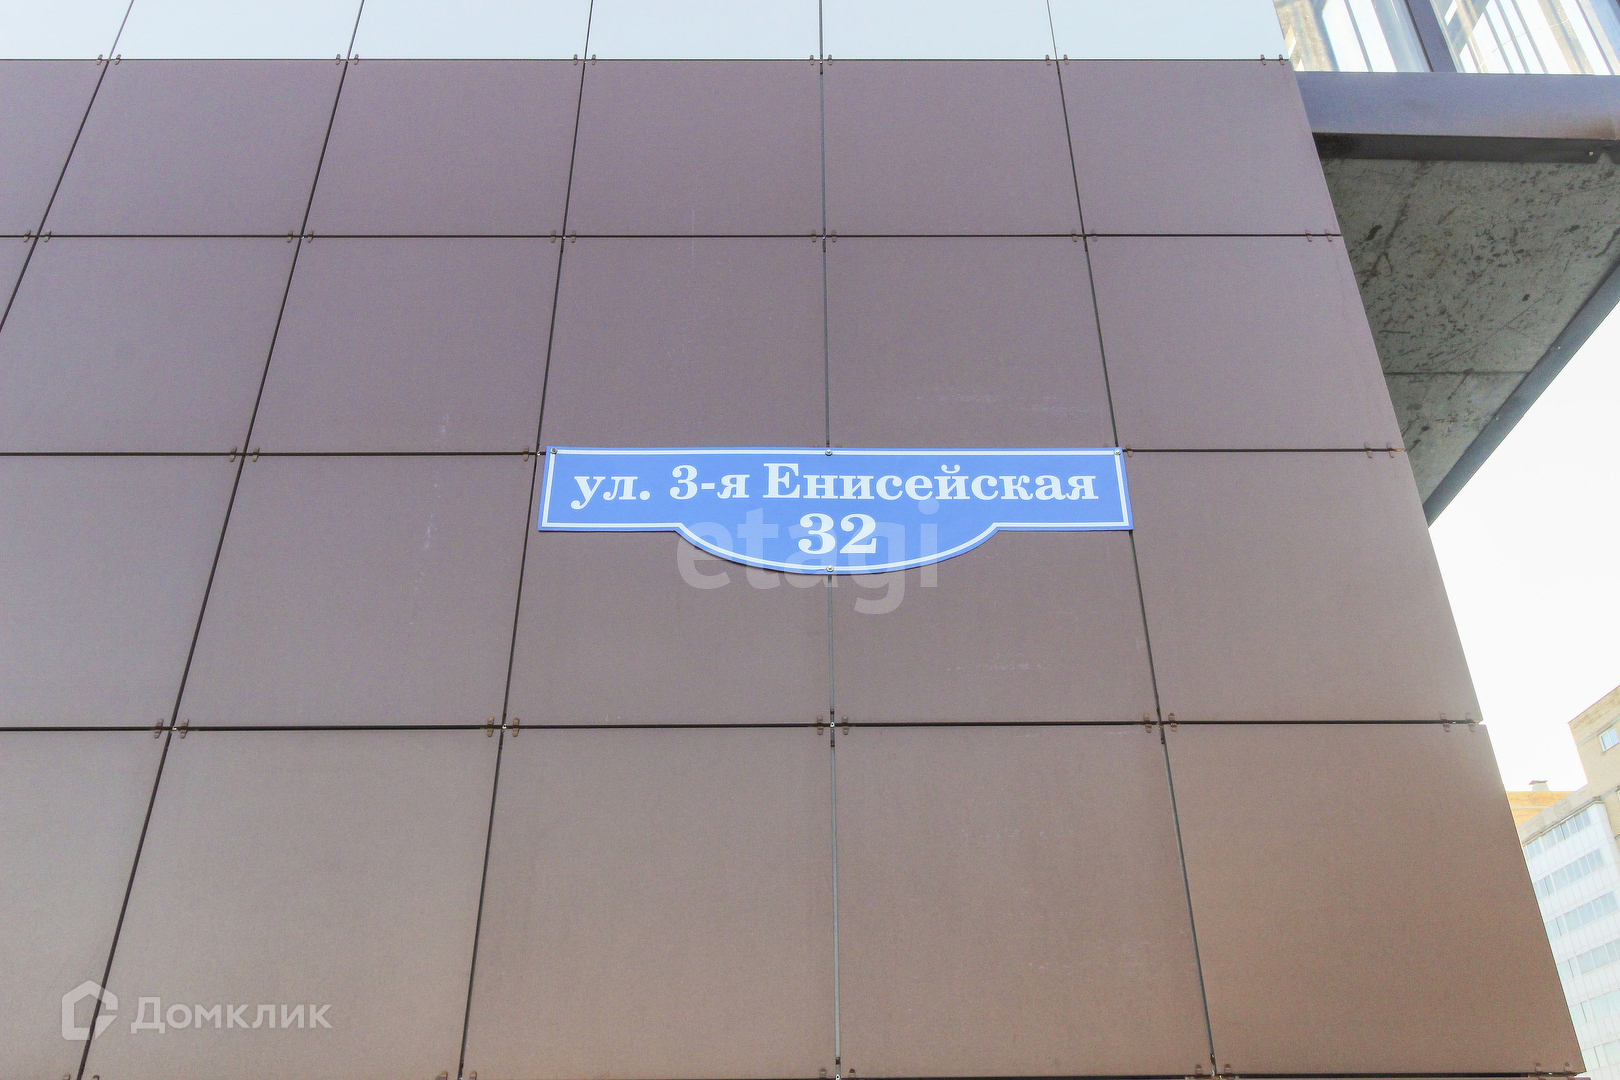 ул. 3-я Енисейская
32
etagi
Домклик